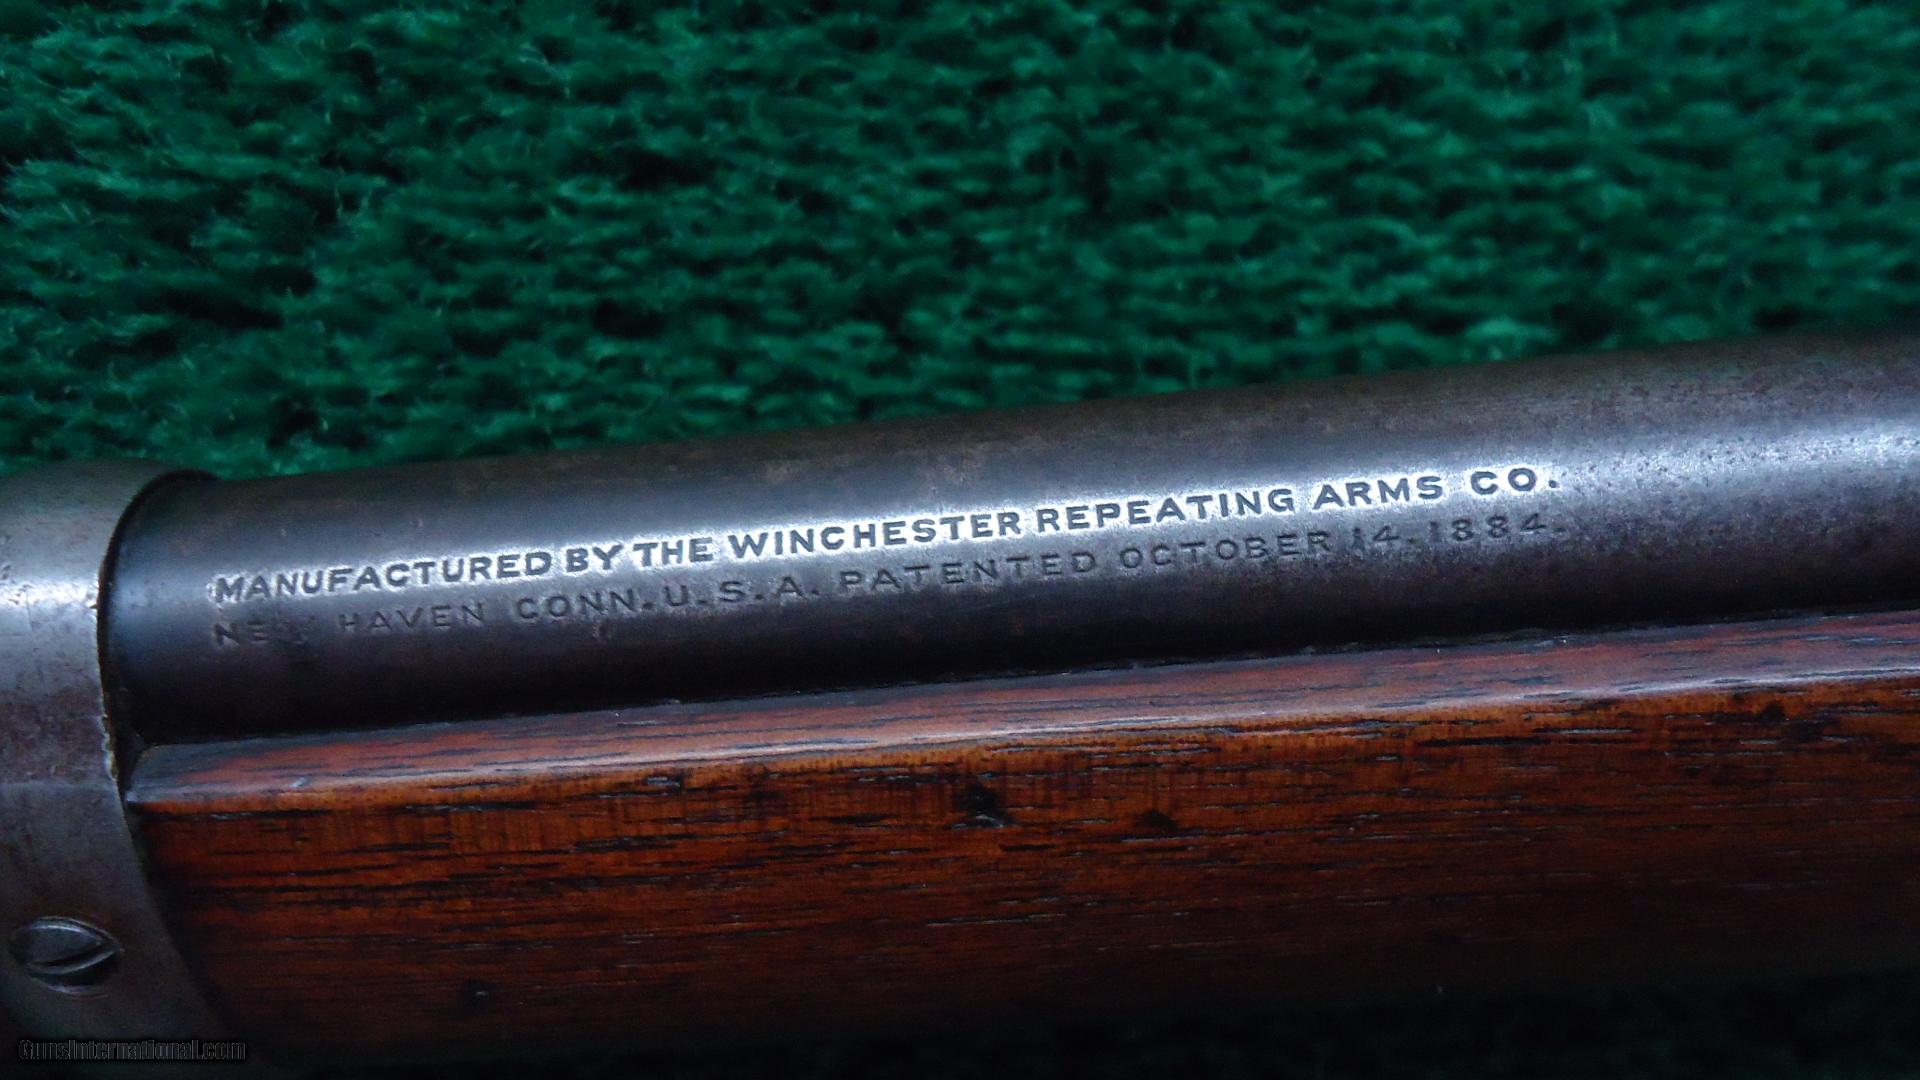 MANUFACTURED BY THE WINCHESTER REPEATING ARMS CO.
HAVEN CONN. U.S.A. PATENTED OCTOBER 14. 1884.
GunsInternational.com